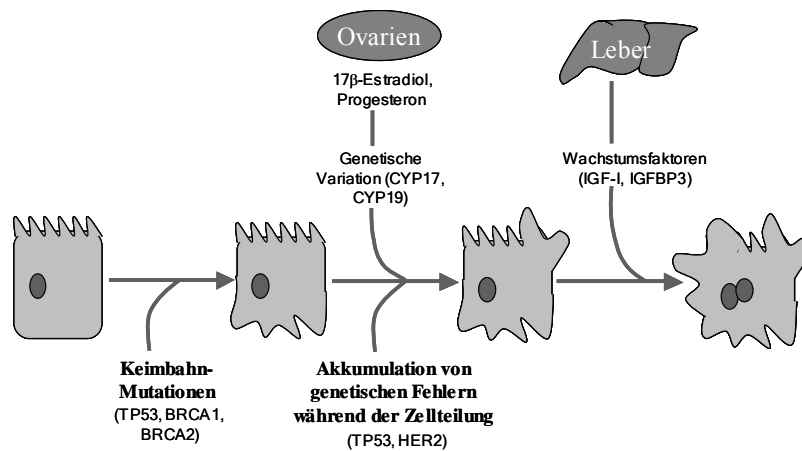 Ovarien
17β-Estradiol,
Progesteron
Genetische
Variation (CYP17,
CYP19)
Leber
Wachstumsfaktoren
(IGF-I, IGFBP3)
Keimbahn-
Mutationen
(TP53, BRCA1,
BRCA2)
Akkumulation von
genetischen Fehlern
während der Zellteilung
(TP53, HER2)